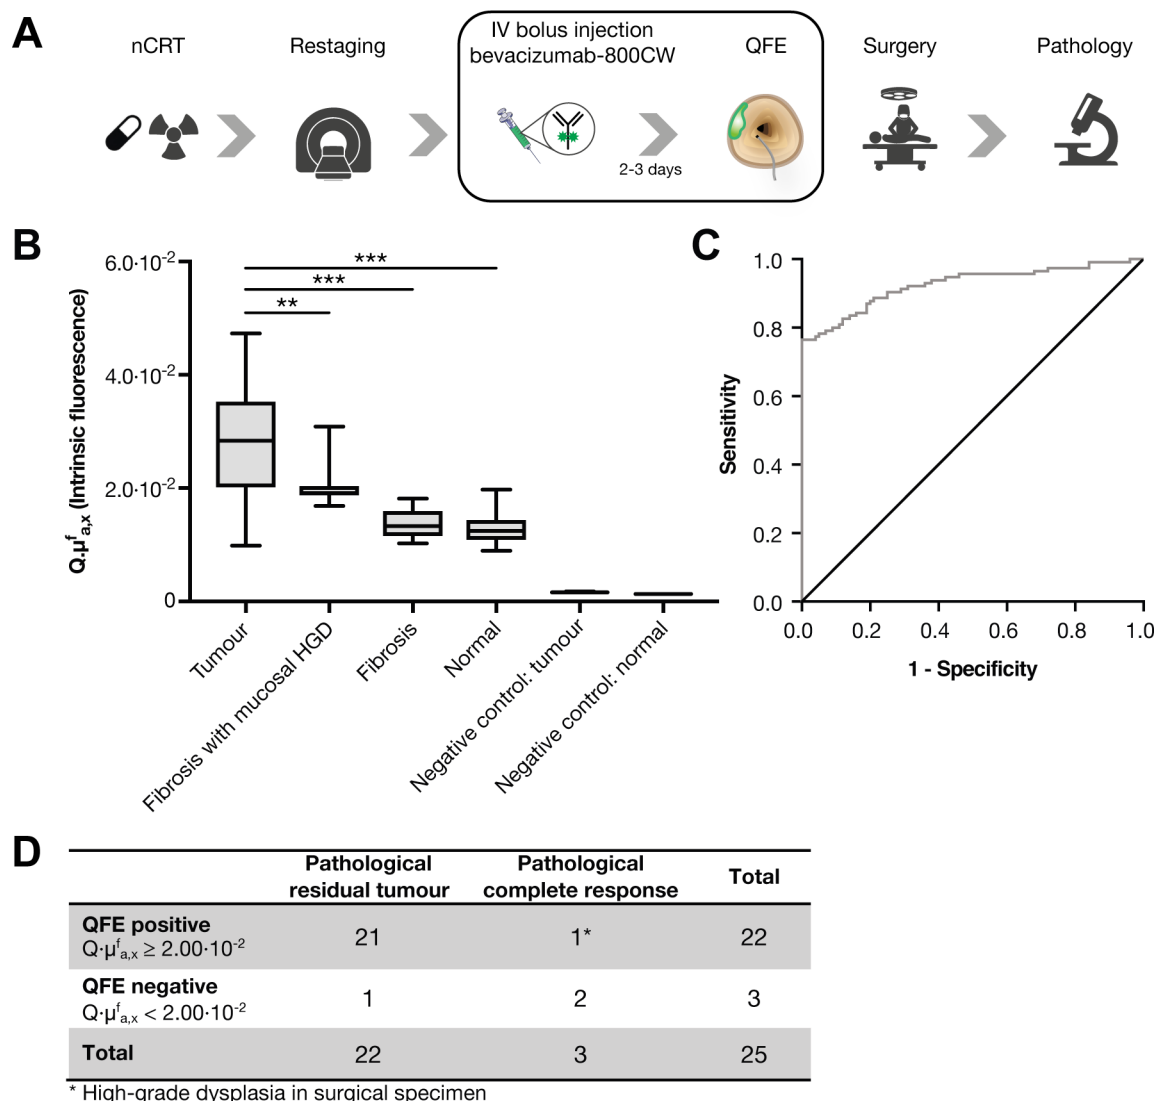 A
nCRT
Restaging
IV bolus injection
bevacizumab-800CW
QFE
Surgery
Pathology
2-3 days
B
Q.µᶠa,x (Intrinsic fluorescence)
6.0·10⁻²
4.0·10⁻²
2.0·10⁻²
0
***
***
**
Tumour
Fibrosis with mucosal HGD
Fibrosis
Normal
Negative control: tumour
Negative control: normal
C
Sensitivity
1.0
0.8
0.6
0.4
0.2
0.0
0.0 0.2 0.4 0.6 0.8 1.0
1 - Specificity
D
Pathological residual tumour
Pathological complete response
Total
QFE positive
Q·µᶠa,x ≥ 2.00·10⁻²
21 1* 22
QFE negative
Q·µᶠa,x < 2.00·10⁻²
1 2 3
Total 22 3 25
* High-grade dysplasia in surgical specimen